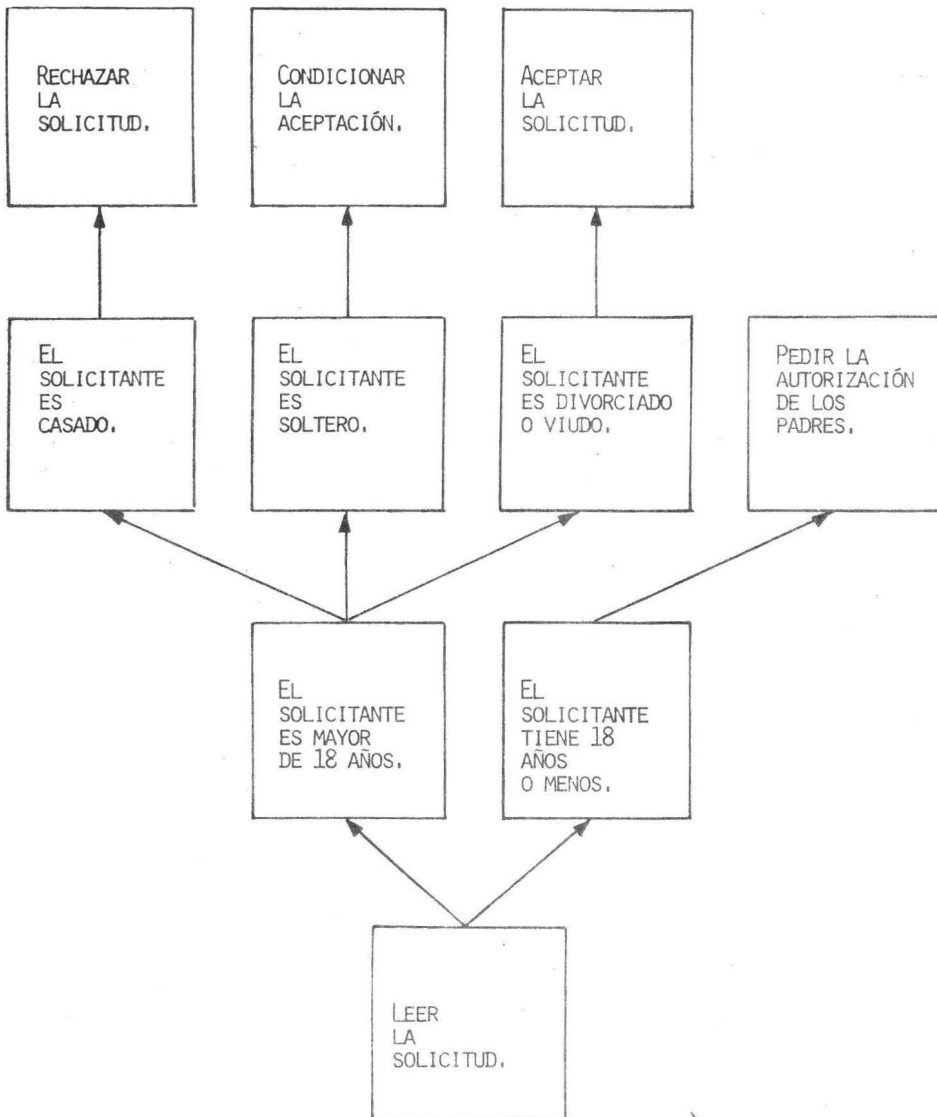 RECHAZAR
LA
SOLICITUD.
CONDICIONAR
LA
ACEPTACIÓN.
ACEPTAR
LA
SOLICITUD.
EL
SOLICITANTE
ES
CASADO.
EL
SOLICITANTE
ES
SOLTERO.
EL
SOLICITANTE
ES DIVORCIADO
O VIUDO.
PEDIR LA
AUTORIZACIÓN
DE LOS
PADRES.
EL
SOLICITANTE
ES MAYOR
DE 18 AÑOS.
EL
SOLICITANTE
TIENE 18
AÑOS
O MENOS.
LEER
LA
SOLICITUD.